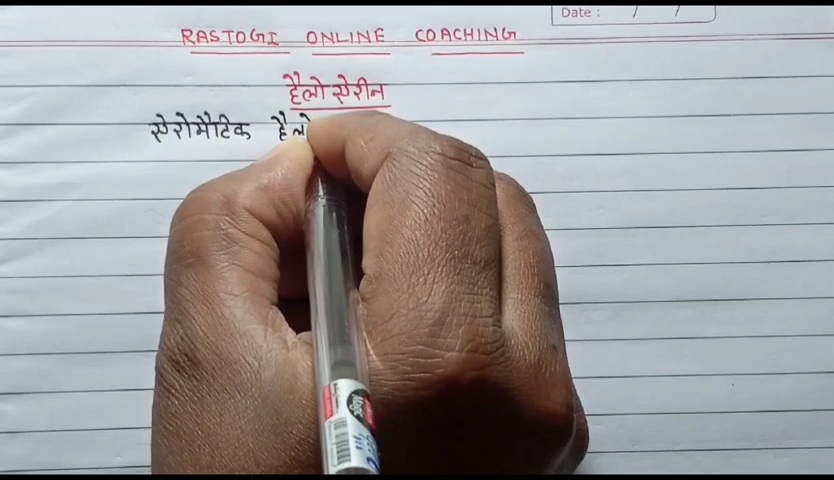 Date : / /
RASTOGI ONLINE COACHING
हैलोऐरीन
ऐरोमैटिक हैलो